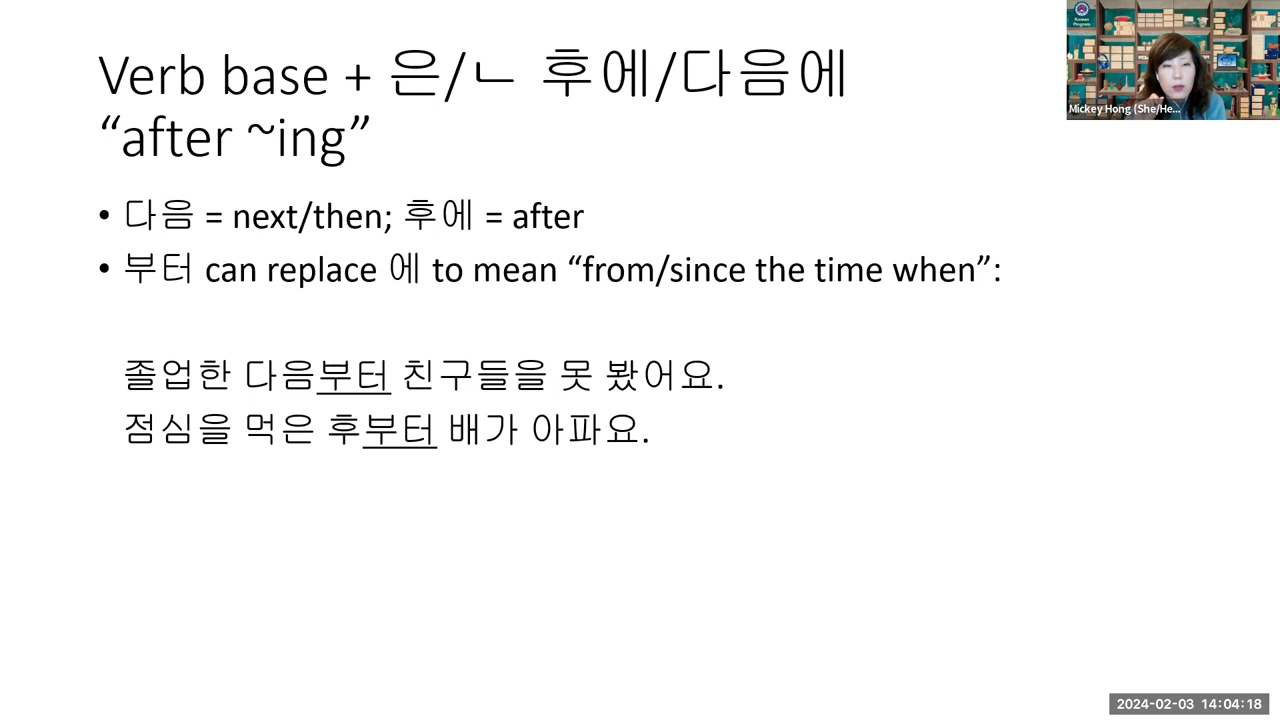 Verb base + 은/ㄴ 후에/다음에
“after ~ing”
• 다음 = next/then; 후에 = after
• 부터 can replace 에 to mean “from/since the time when”:
졸업한 다음부터 친구들을 못 봤어요.
점심을 먹은 후부터 배가 아파요.
Korean
Program
Mickey Hong (She/He...
2024-02-03 14:04:18